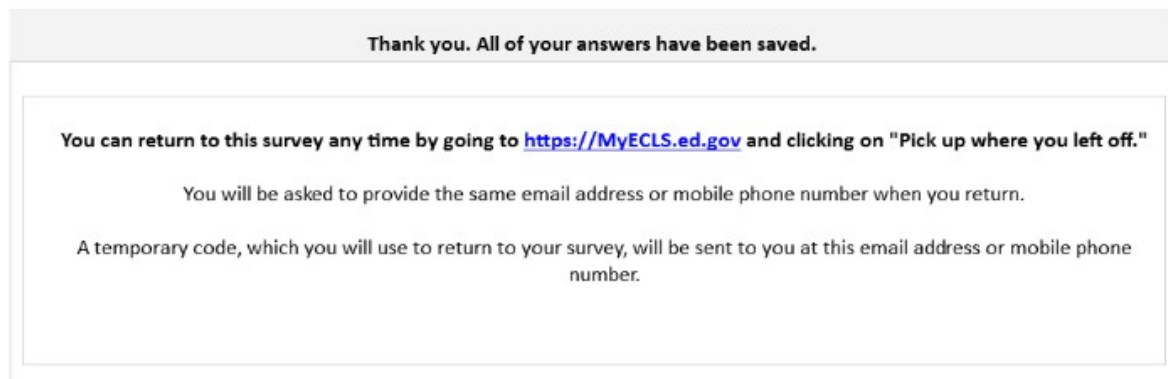 Thank you. All of your answers have been saved.
You can return to this survey any time by going to https://MyECLS.ed.gov and clicking on "Pick up where you left off."
You will be asked to provide the same email address or mobile phone number when you return.
A temporary code, which you will use to return to your survey, will be sent to you at this email address or mobile phone
number.